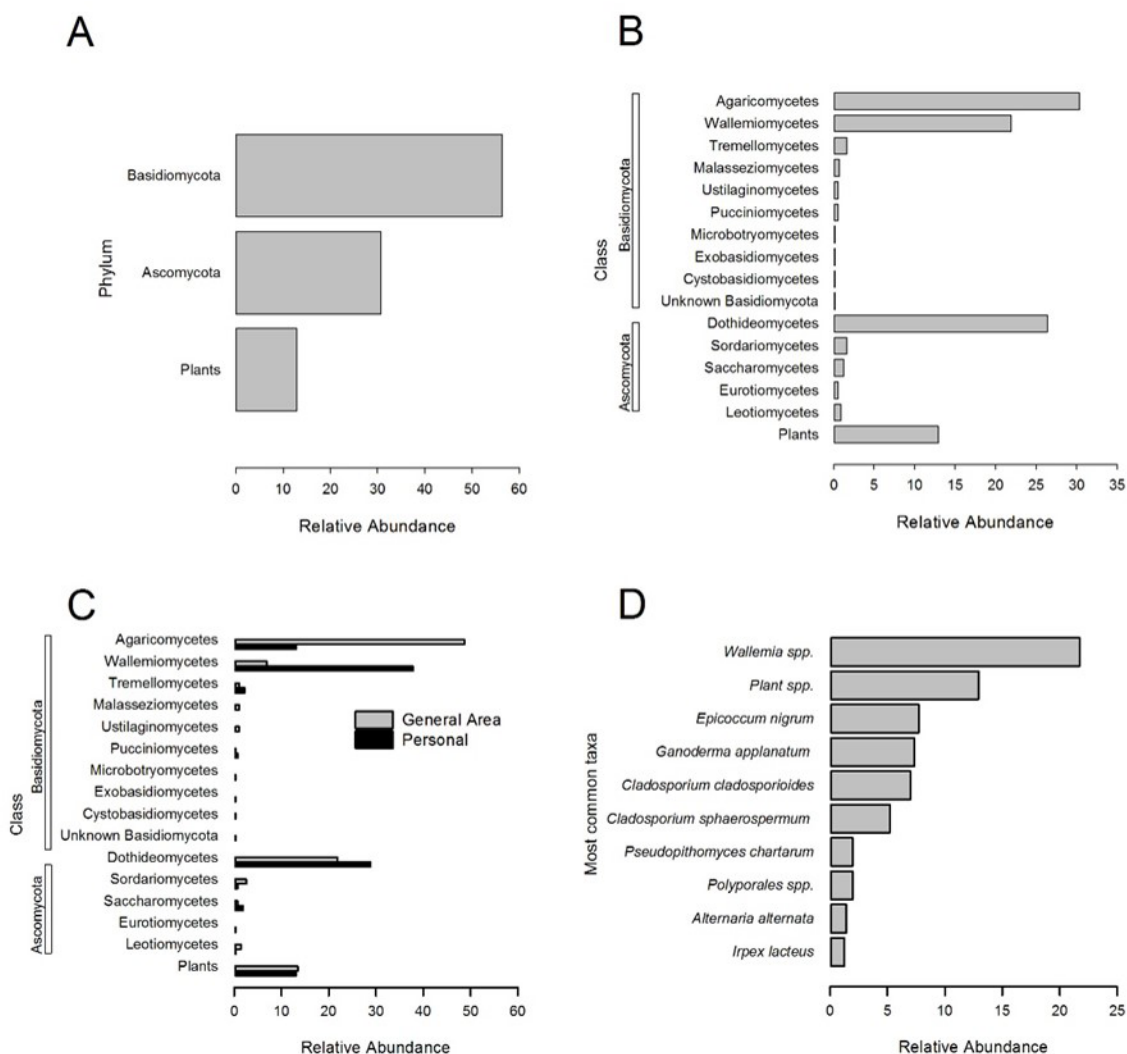 A
Phylum
Basidiomycota
Ascomycota
Plants
0 10 20 30 40 50 60
Relative Abundance
B
Class
Basidiomycota
Ascomycota
Agaricomycetes
Wallemiomycetes
Tremellomycetes
Malasseziomycetes
Ustilaginomycetes
Pucciniomycetes
Microbotryomycetes
Exobasidiomycetes
Cystobasidiomycetes
Unknown Basidiomycota
Dothideomycetes
Sordariomycetes
Saccharomycetes
Eurotiomycetes
Leotiomycetes
Plants
0 5 10 15 20 25 30 35
Relative Abundance
C
Class
Basidiomycota
Ascomycota
Agaricomycetes
Wallemiomycetes
Tremellomycetes
Malasseziomycetes
Ustilaginomycetes
Pucciniomycetes
Microbotryomycetes
Exobasidiomycetes
Cystobasidiomycetes
Unknown Basidiomycota
Dothideomycetes
Sordariomycetes
Saccharomycetes
Eurotiomycetes
Leotiomycetes
Plants
General Area
Personal
0 10 20 30 40 50 60
Relative Abundance
D
Most common taxa
Wallemia spp.
Plant spp.
Epicoccum nigrum
Ganoderma applanatum
Cladosporium cladosporioides
Cladosporium sphaerospermum
Pseudopithomyces chartarum
Polyporales spp.
Alternaria alternata
Irpex lacteus
0 5 10 15 20 25
Relative Abundance